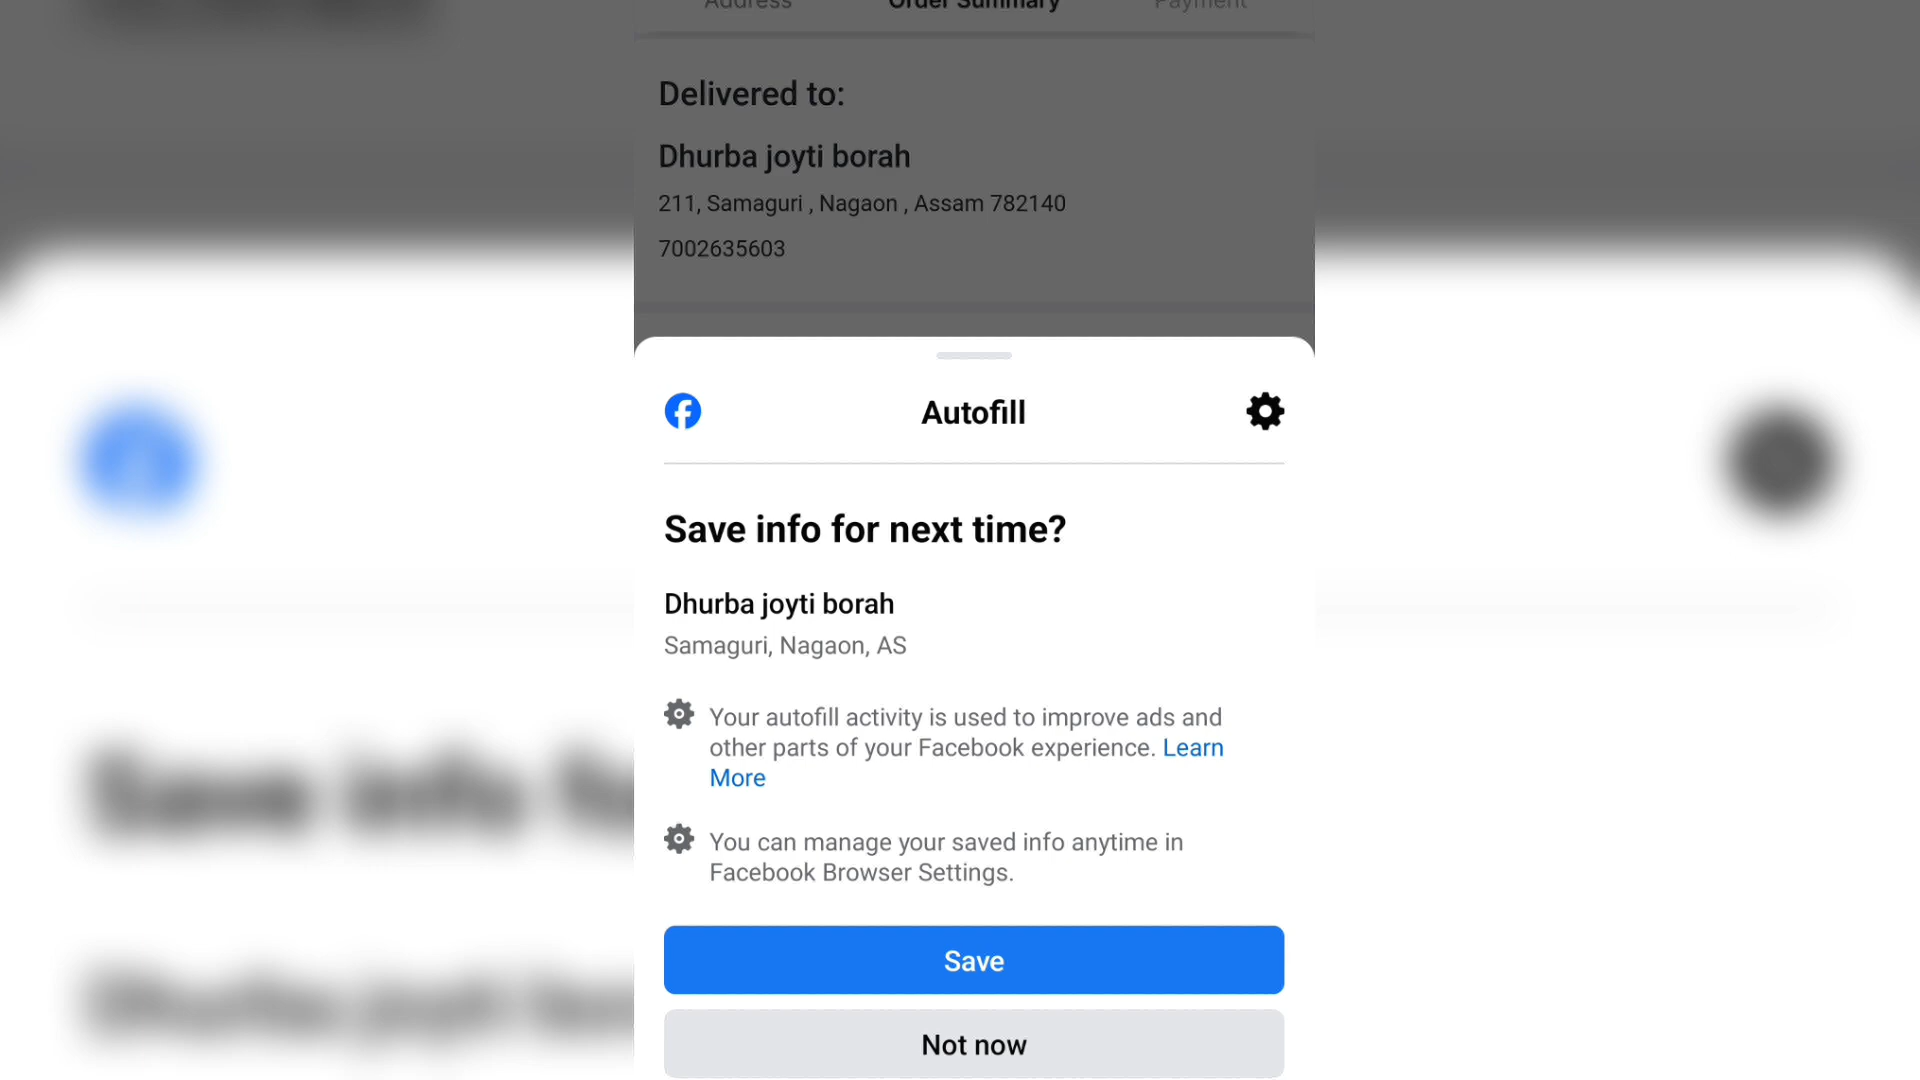 Address Order Summary Payment
Delivered to:
Dhurba joyti borah
211, Samaguri , Nagaon , Assam 782140
7002635603
Autofill
Save info for next time?
Dhurba joyti borah
Samaguri, Nagaon, AS
Your autofill activity is used to improve ads and
other parts of your Facebook experience. Learn
More
You can manage your saved info anytime in
Facebook Browser Settings.
Save
Not now